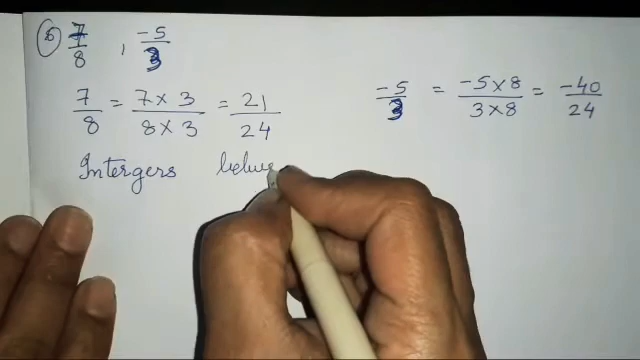 ⑤ 7/8 , -5/3
7/8 = 7×3/8×3 = 21/24
-5/3 = -5×8/3×8 = -40/24
Intergers